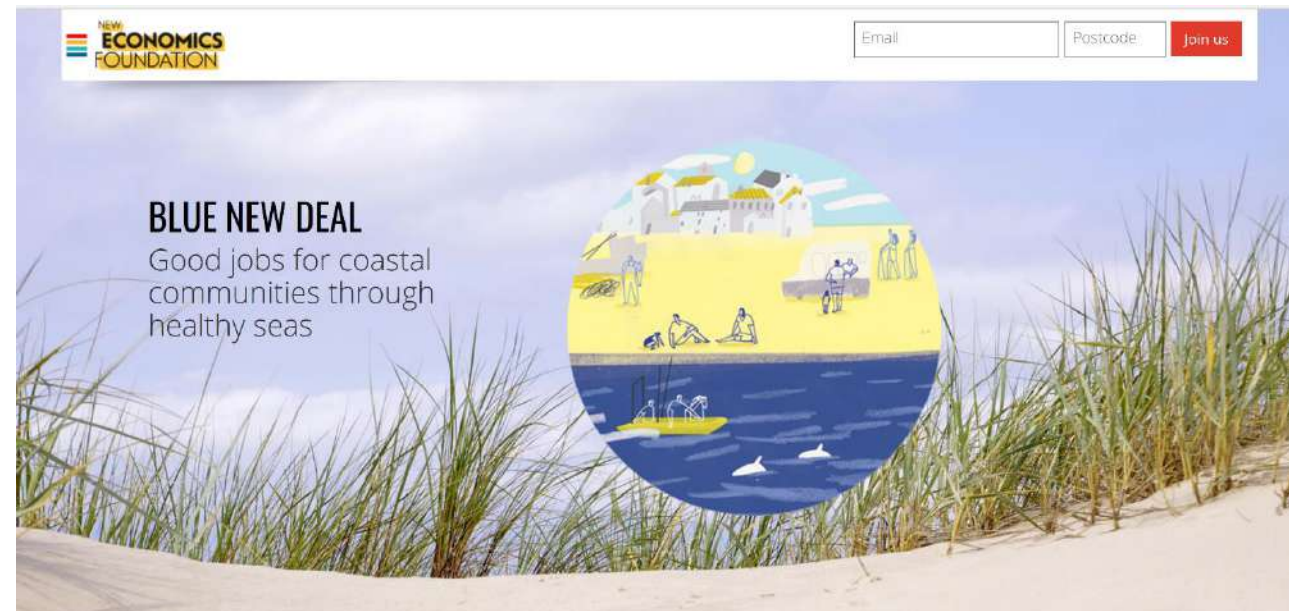 NEW
ECONOMICS
FOUNDATION
Email
Postcode
Join us
BLUE NEW DEAL
Good jobs for coastal
communities through
healthy seas